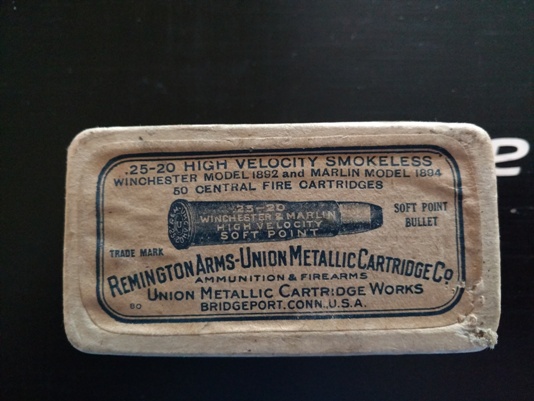 .25-20 HIGH VELOCITY SMOKELESS
WINCHESTER MODEL 1892 and MARLIN MODEL 1894
50 CENTRAL FIRE CARTRIDGES
.25-20
WINCHESTER & MARLIN
HIGH VELOCITY
SOFT POINT
SOFT POINT
BULLET
TRADE MARK
REMINGTON ARMS-UNION METALLIC CARTRIDGE CO.
AMMUNITION & FIREARMS
UNION METALLIC CARTRIDGE WORKS
BRIDGEPORT, CONN., U.S.A.
e